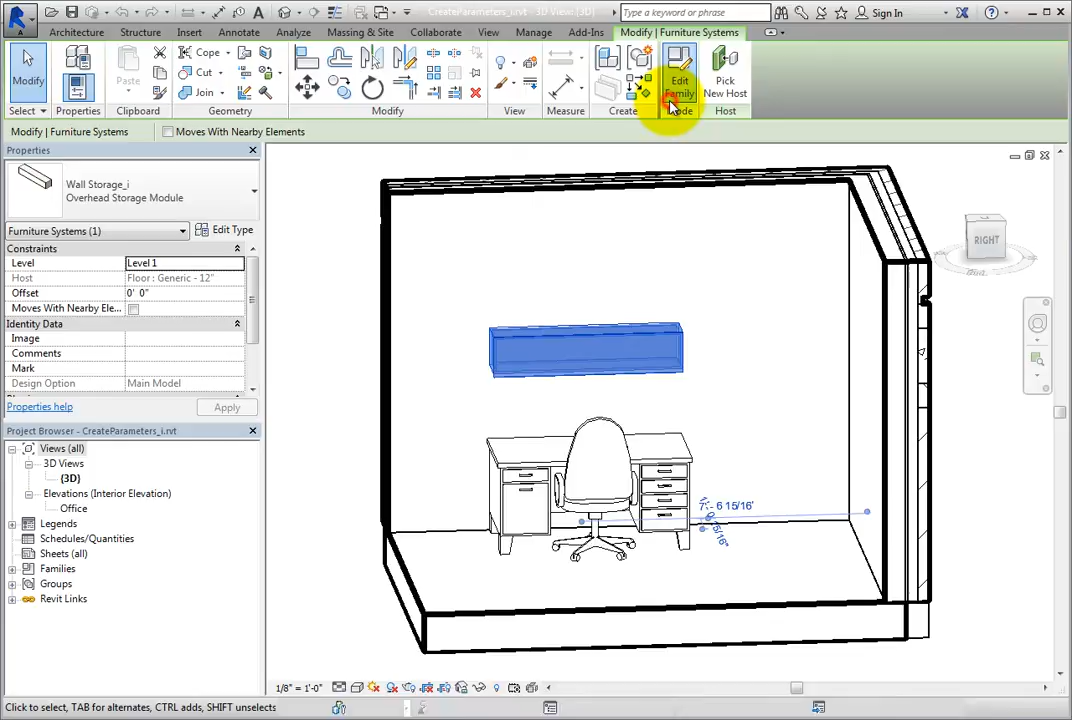 CreateParameters_i.rvt - 3D View: {3D}
Type a keyword or phrase
Sign In
Architecture Structure Insert Annotate Analyze Massing & Site Collaborate View Manage Add-Ins Modify | Furniture Systems
Modify
Paste
Cope
Cut
Join
Edit
Family
Pick
New Host
Select Properties Clipboard Geometry Modify View Measure Create Mode Host
Modify | Furniture Systems
Moves With Nearby Elements
Properties
Wall Storage_i
Overhead Storage Module
Furniture Systems (1)
Edit Type
Constraints
Level Level 1
Host Floor : Generic - 12"
Offset 0' 0"
Moves With Nearby Ele...
Identity Data
Image
Comments
Mark
Design Option Main Model
Properties help
Apply
Project Browser - CreateParameters_i.rvt
Views (all)
3D Views
{3D}
Elevations (Interior Elevation)
Office
Legends
Schedules/Quantities
Sheets (all)
Families
Groups
Revit Links
RIGHT
7' - 6 15/16"
1/8" = 1'-0"
Click to select, TAB for alternates, CTRL adds, SHIFT unselects